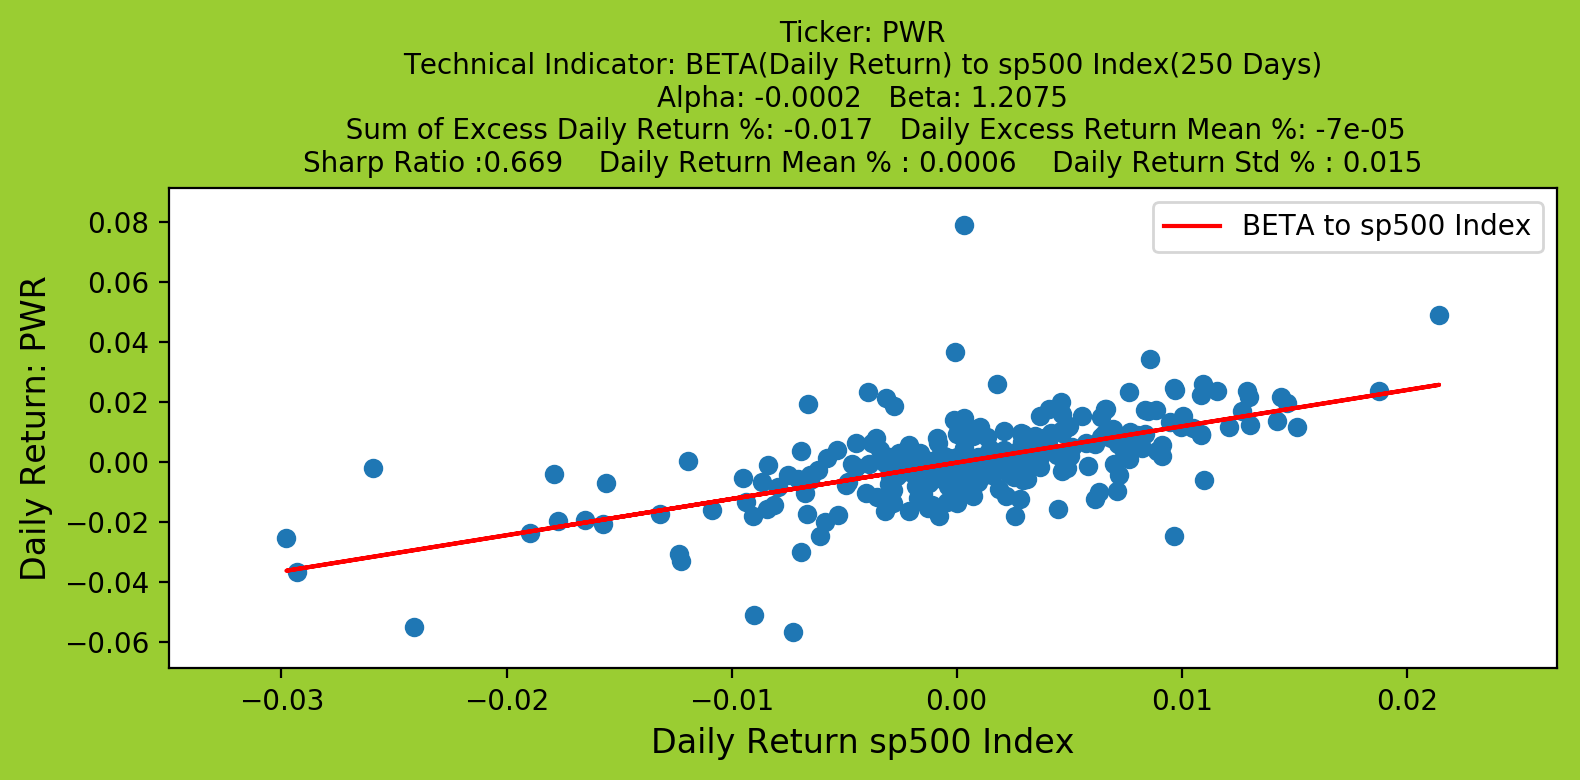 Ticker: PWR
Technical Indicator: BETA(Daily Return) to sp500 Index(250 Days)
Alpha: -0.0002   Beta: 1.2075
Sum of Excess Daily Return %: -0.017   Daily Excess Return Mean %: -7e-05
Sharp Ratio :0.669    Daily Return Mean % : 0.0006    Daily Return Std % : 0.015
BETA to sp500 Index
Daily Return: PWR
0.08
0.06
0.04
0.02
0.00
−0.02
−0.04
−0.06
−0.03 −0.02 −0.01 0.00 0.01 0.02
Daily Return sp500 Index